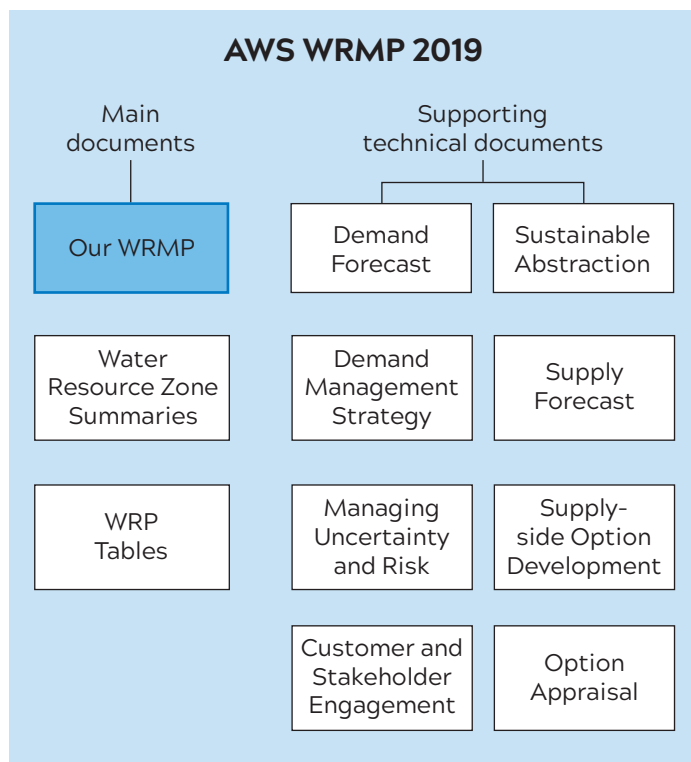 AWS WRMP 2019
Main
documents
Supporting
technical documents
Our WRMP
Demand
Forecast
Sustainable
Abstraction
Water
Resource Zone
Summaries
Demand
Management
Strategy
Supply
Forecast
WRP
Tables
Managing
Uncertainty
and Risk
Supply-
side Option
Development
Customer and
Stakeholder
Engagement
Option
Appraisal